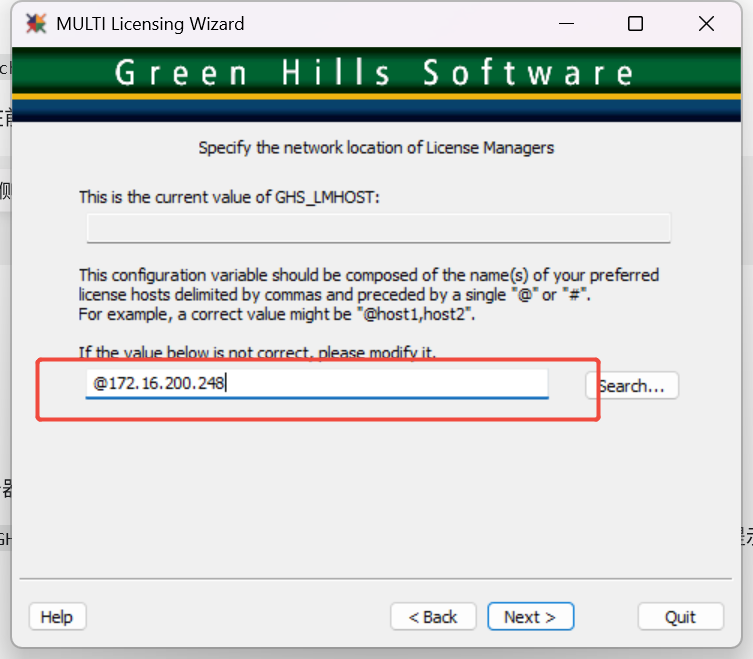 MULTI Licensing Wizard
Green Hills Software
Specify the network location of License Managers
This is the current value of GHS_LMHOST:
This configuration variable should be composed of the name(s) of your preferred
license hosts delimited by commas and preceded by a single "@" or "#".
For example, a correct value might be "@host1,host2".
If the value below is not correct, please modify it.
@172.16.200.248
Search...
Help
< Back
Next >
Quit